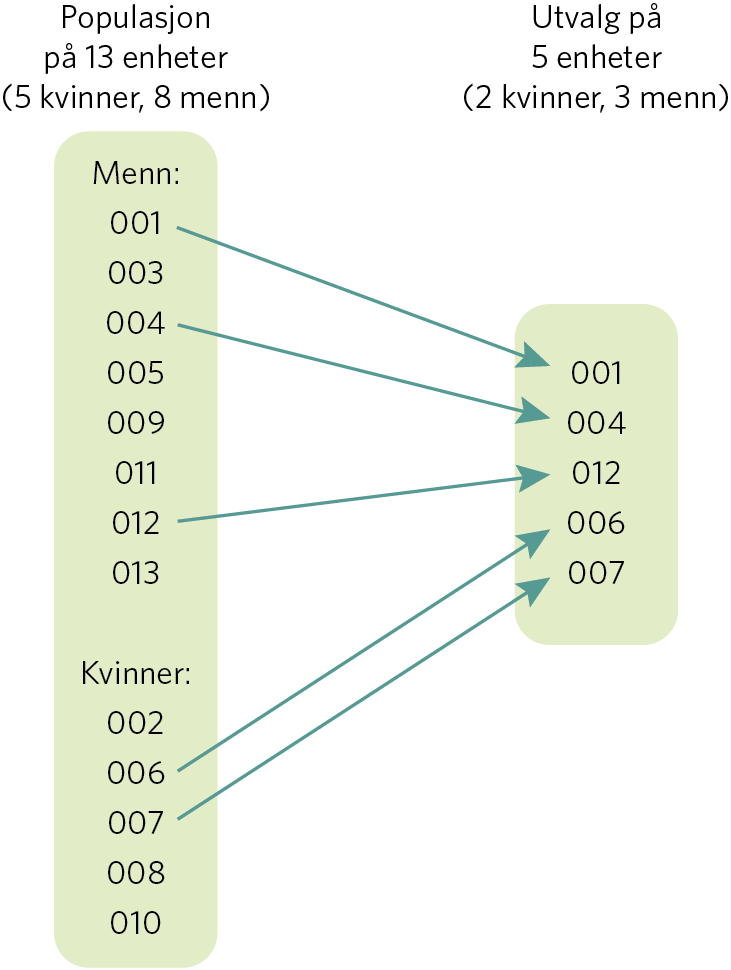 Populasjon
på 13 enheter
(5 kvinner, 8 menn)
Menn:
001
003
004
005
009
011
012
013
Kvinner:
002
006
007
008
010
Utvalg på
5 enheter
(2 kvinner, 3 menn)
001
004
012
006
007